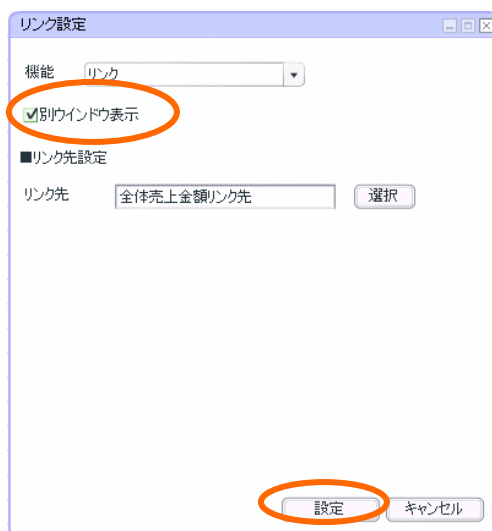 リンク設定
機能 リンク
別ウインドウ表示
■リンク先設定
リンク先 全体売上金額リンク先 選択
設定 キャンセル